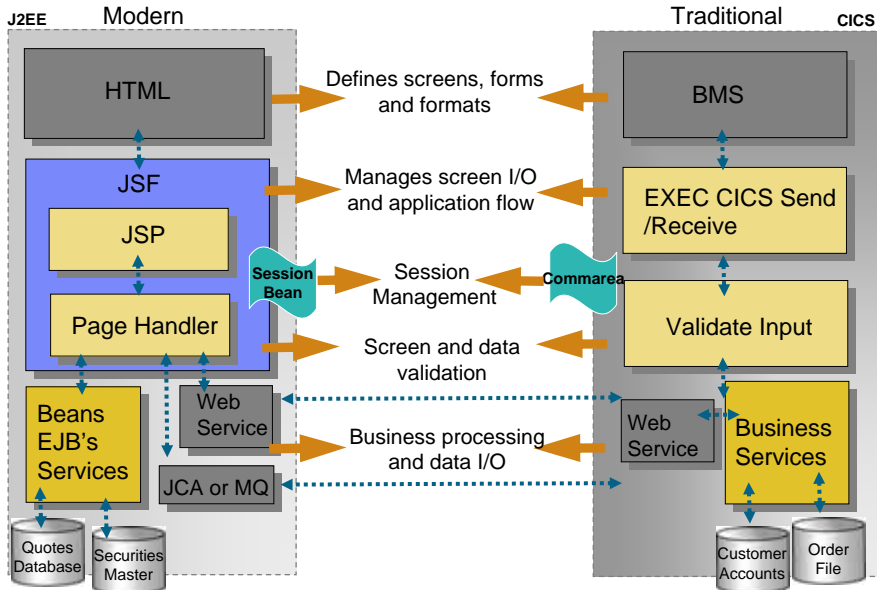 J2EE
Modern
Traditional
CICS
HTML
Defines screens, forms
and formats
BMS
JSF
Manages screen I/O
and application flow
EXEC CICS Send
/Receive
JSP
Session
Bean
Session
Management
Commarea
Page Handler
Validate Input
Screen and data
validation
Beans
EJB's
Services
Web
Service
Business processing
and data I/O
Web
Service
Business
Services
JCA or MQ
Quotes
Database
Securities
Master
Customer
Accounts
Order
File